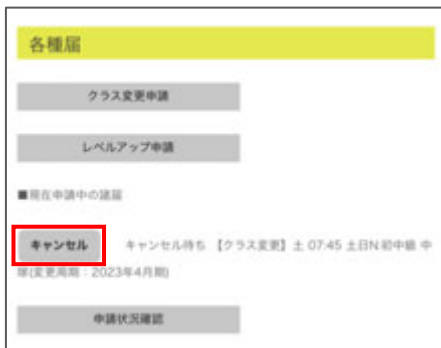 各種届
クラス変更申請
レベルアップ申請
■現在申請中の諸届
キャンセル キャンセル待ち 【クラス変更】土 07:45 土日N初中級 中
塚(変更周期：2023年4月期)
申請状況確認